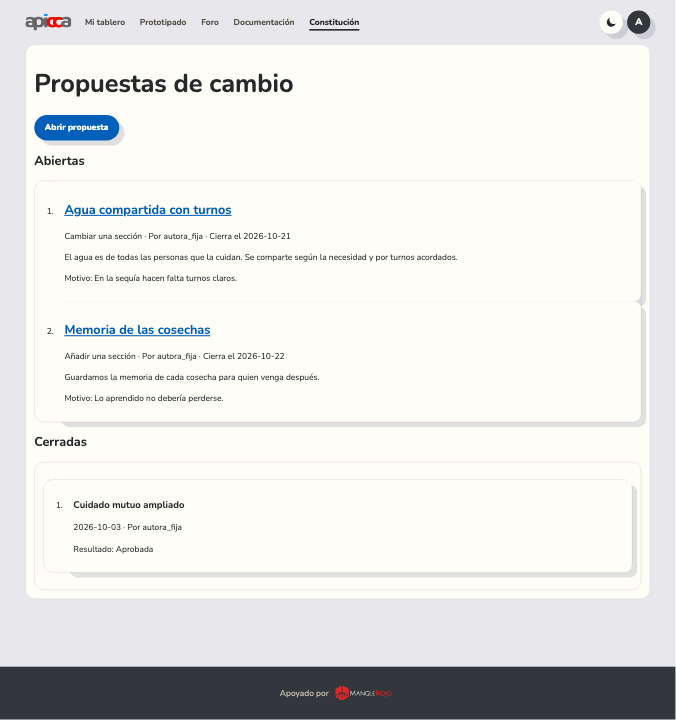 apicca
Mi tablero
Prototipado
Foro
Documentación
Constitución
A
Propuestas de cambio
Abrir propuesta
Abiertas
1. Agua compartida con turnos
Cambiar una sección · Por autora_fija · Cierra el 2026-10-21
El agua es de todas las personas que la cuidan. Se comparte según la necesidad y por turnos acordados.
Motivo: En la sequía hacen falta turnos claros.
2. Memoria de las cosechas
Añadir una sección · Por autora_fija · Cierra el 2026-10-22
Guardamos la memoria de cada cosecha para quien venga después.
Motivo: Lo aprendido no debería perderse.
Cerradas
1. Cuidado mutuo ampliado
2026-10-03 · Por autora_fija
Resultado: Aprobada
Apoyado por MANGLEROJO